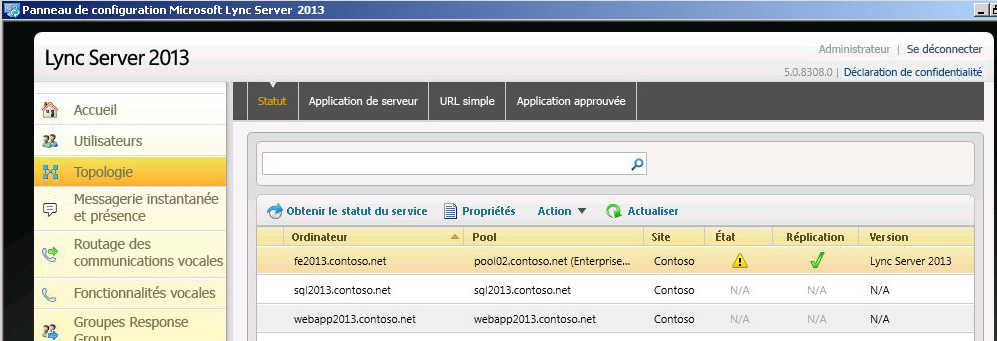 Panneau de configuration Microsoft Lync Server 2013
Lync Server 2013
Administrateur | Se déconnecter
5.0.8308.0 | Déclaration de confidentialité
Accueil
Utilisateurs
Topologie
Messagerie instantanée
et présence
Routage des
communications vocales
Fonctionnalités vocales
Groupes Response
Group
Statut Application de serveur URL simple Application approuvée
Obtenir le statut du service Propriétés Action Actualiser
Ordinateur Pool Site État Réplication Version
fe2013.contoso.net pool02.contoso.net (Enterprise... Contoso Lync Server 2013
sql2013.contoso.net sql2013.contoso.net Contoso N/A N/A N/A
webapp2013.contoso.net webapp2013.contoso.net Contoso N/A N/A N/A